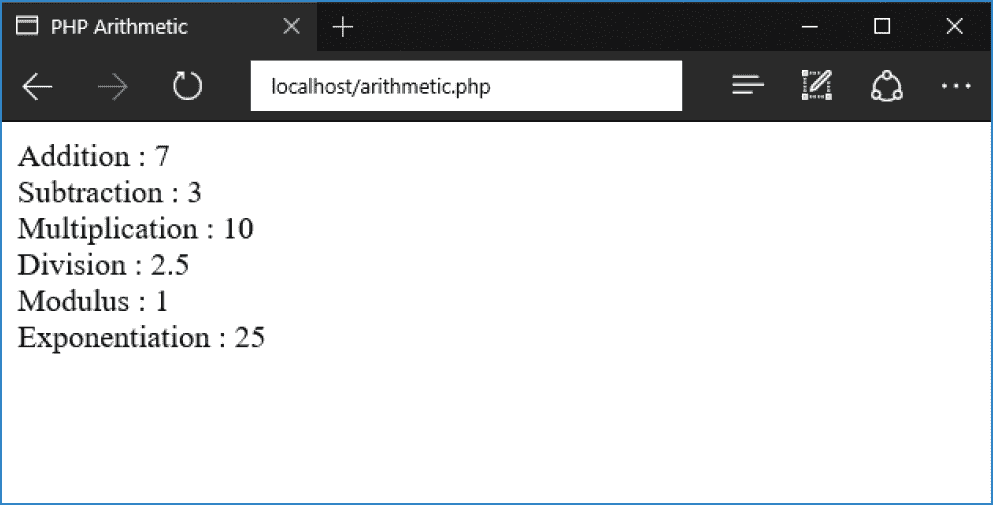 PHP Arithmetic
localhost/arithmetic.php
Addition : 7
Subtraction : 3
Multiplication : 10
Division : 2.5
Modulus : 1
Exponentiation : 25